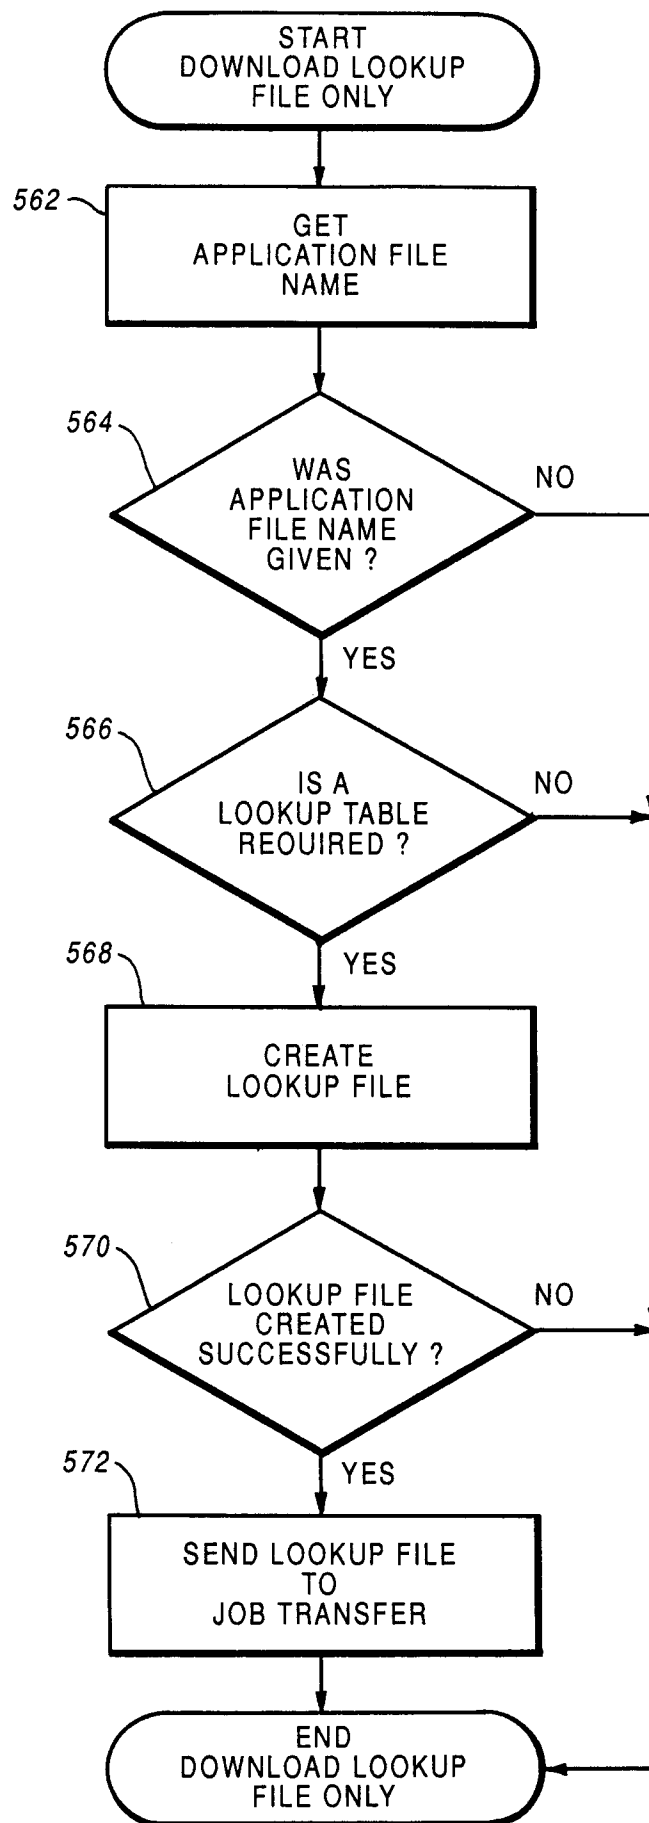 START
DOWNLOAD LOOKUP
FILE ONLY
562
GET
APPLICATION FILE
NAME
564
WAS
APPLICATION
FILE NAME
GIVEN ?
NO
YES
566
IS A
LOOKUP TABLE
REOUIRED ?
NO
YES
568
CREATE
LOOKUP FILE
570
LOOKUP FILE
CREATED
SUCCESSFULLY ?
NO
YES
572
SEND LOOKUP FILE
TO
JOB TRANSFER
END
DOWNLOAD LOOKUP
FILE ONLY